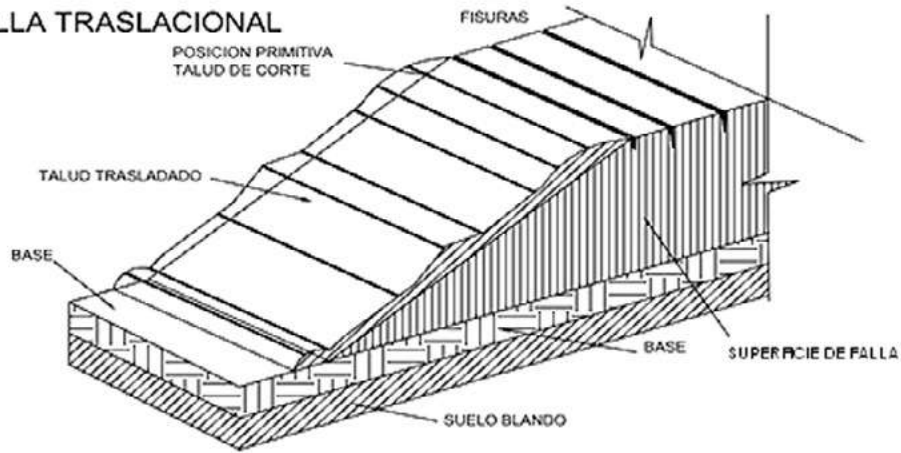 LLA TRASLACIONAL
FISURAS
POSICION PRIMITIVA
TALUD DE CORTE
TALUD TRASLADADO
BASE
BASE
SUPERFICIE DE FALLA
SUELO BLANDO